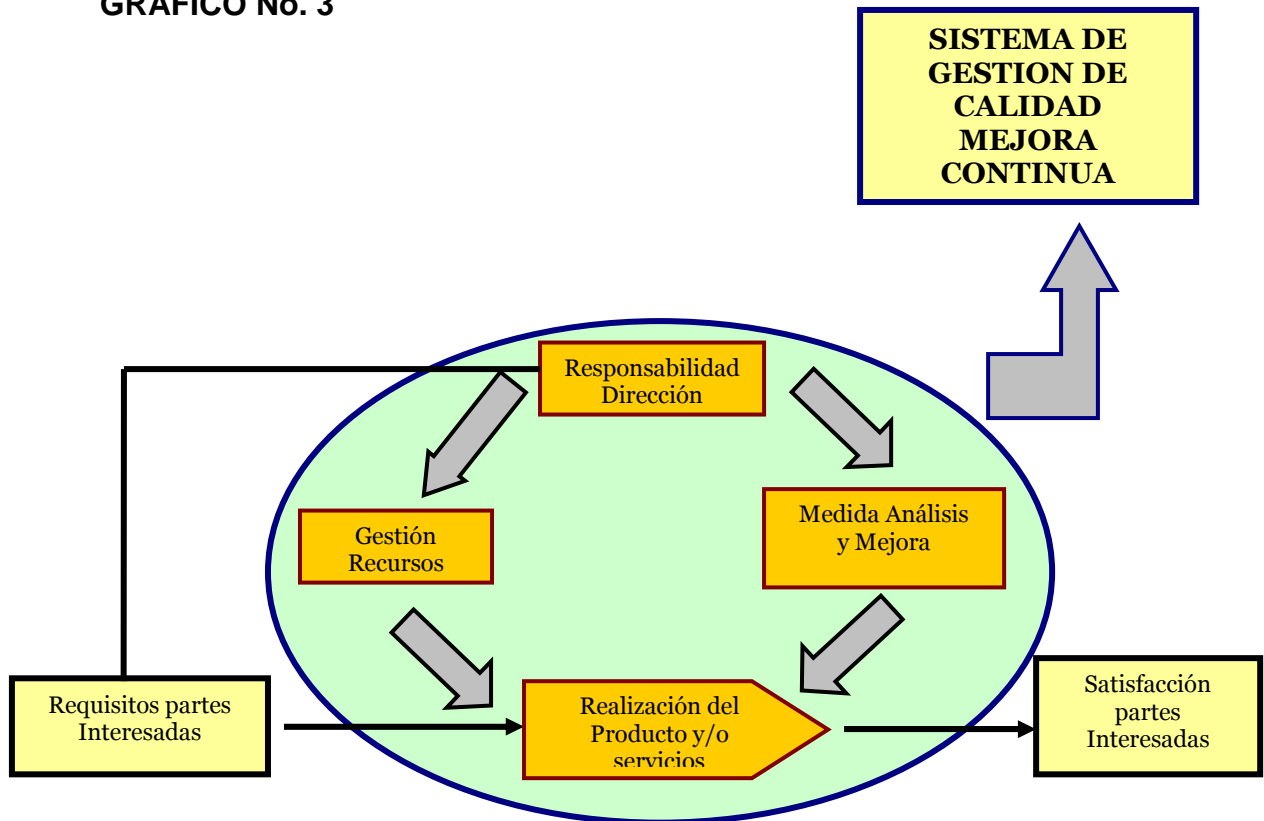 GRAFICO No. 3
SISTEMA DE
GESTION DE
CALIDAD
MEJORA
CONTINUA
Responsabilidad
Dirección
Gestión
Recursos
Medida Análisis
y Mejora
Requisitos partes
Interesadas
Realización del
Producto y/o
servicios
Satisfacción
partes
Interesadas